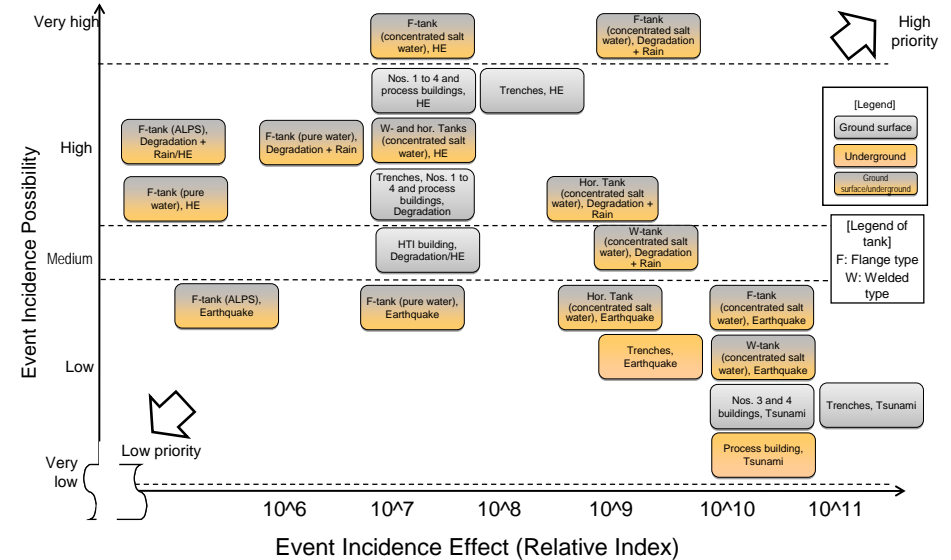 Very high
F-tank
(concentrated salt
water), HE
F-tank
(concentrated salt
water), Degradation
+ Rain
High
priority
Nos. 1 to 4 and
process buildings,
HE
Trenches, HE
[Legend]
Ground surface
Underground
Ground
surface/underground
High
F-tank (ALPS),
Degradation +
Rain/HE
F-tank (pure water),
Degradation + Rain
W- and hor. Tanks
(concentrated salt
water), HE
F-tank (pure
water), HE
Trenches, Nos. 1 to
4 and process
buildings,
Degradation
Hor. Tank
(concentrated salt
water), Degradation +
Rain
[Legend of
tank]
F: Flange type
W: Welded
type
Medium
HTI building,
Degradation/HE
W-tank
(concentrated salt
water), Degradation
+ Rain
F-tank (ALPS),
Earthquake
F-tank (pure water),
Earthquake
Hor. Tank
(concentrated salt
water), Earthquake
F-tank
(concentrated salt
water), Earthquake
Low
Trenches,
Earthquake
W-tank
(concentrated salt
water), Earthquake
Nos. 3 and 4
buildings, Tsunami
Trenches, Tsunami
Low priority
Process building,
Tsunami
Very
low
Event Incidence Possibility
10^6
10^7
10^8
10^9
10^10
10^11
Event Incidence Effect (Relative Index)